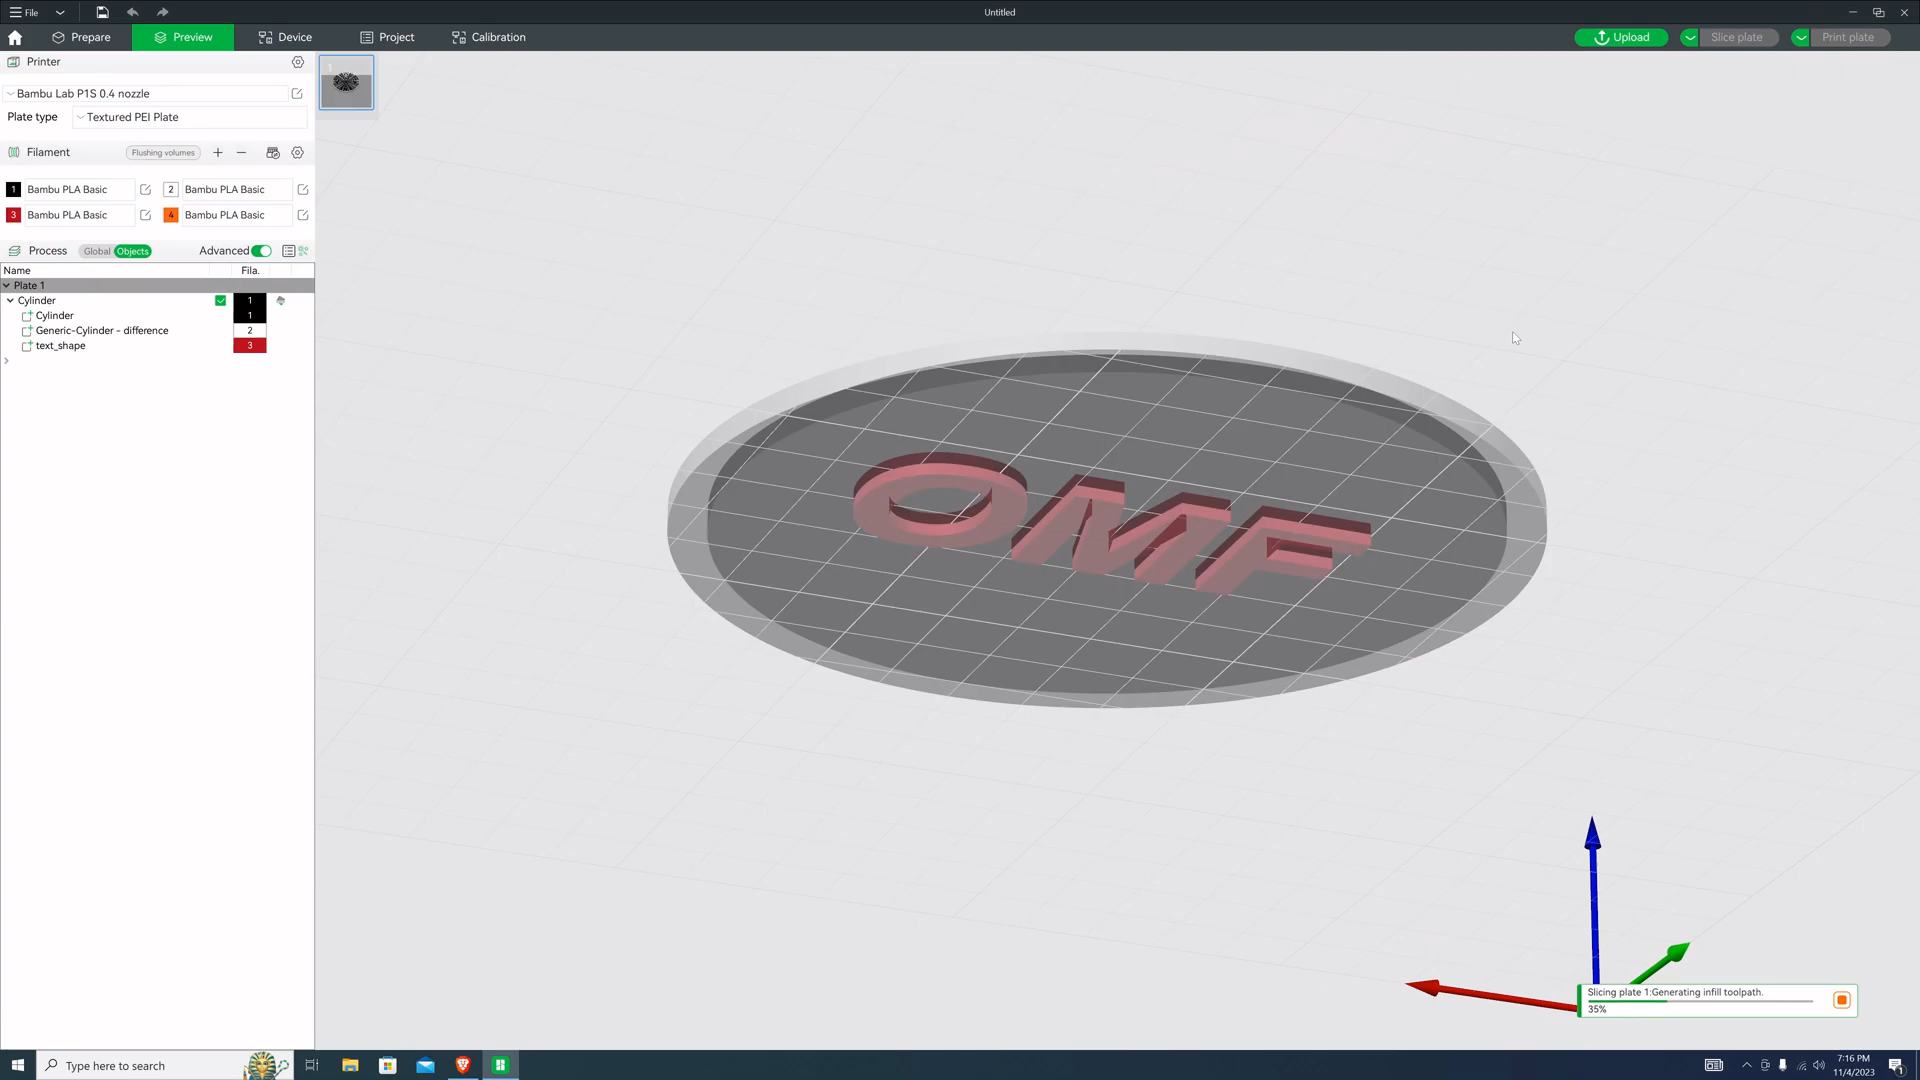 File
Untitled
Prepare
Preview
Device
Project
Calibration
Upload
Slice plate
Print plate
Printer
Bambu Lab P1S 0.4 nozzle
Plate type
Textured PEI Plate
Filament
Flushing volumes
+
-
1 Bambu PLA Basic
2 Bambu PLA Basic
3 Bambu PLA Basic
4 Bambu PLA Basic
Process
Global
Objects
Advanced
Name
Fila.
Plate 1
Cylinder 1
Cylinder 1
Generic-Cylinder - difference 2
text_shape 3
1
OMF
Slicing plate 1:Generating infill toolpath.
35%
Type here to search
7:16 PM
11/4/2023
1